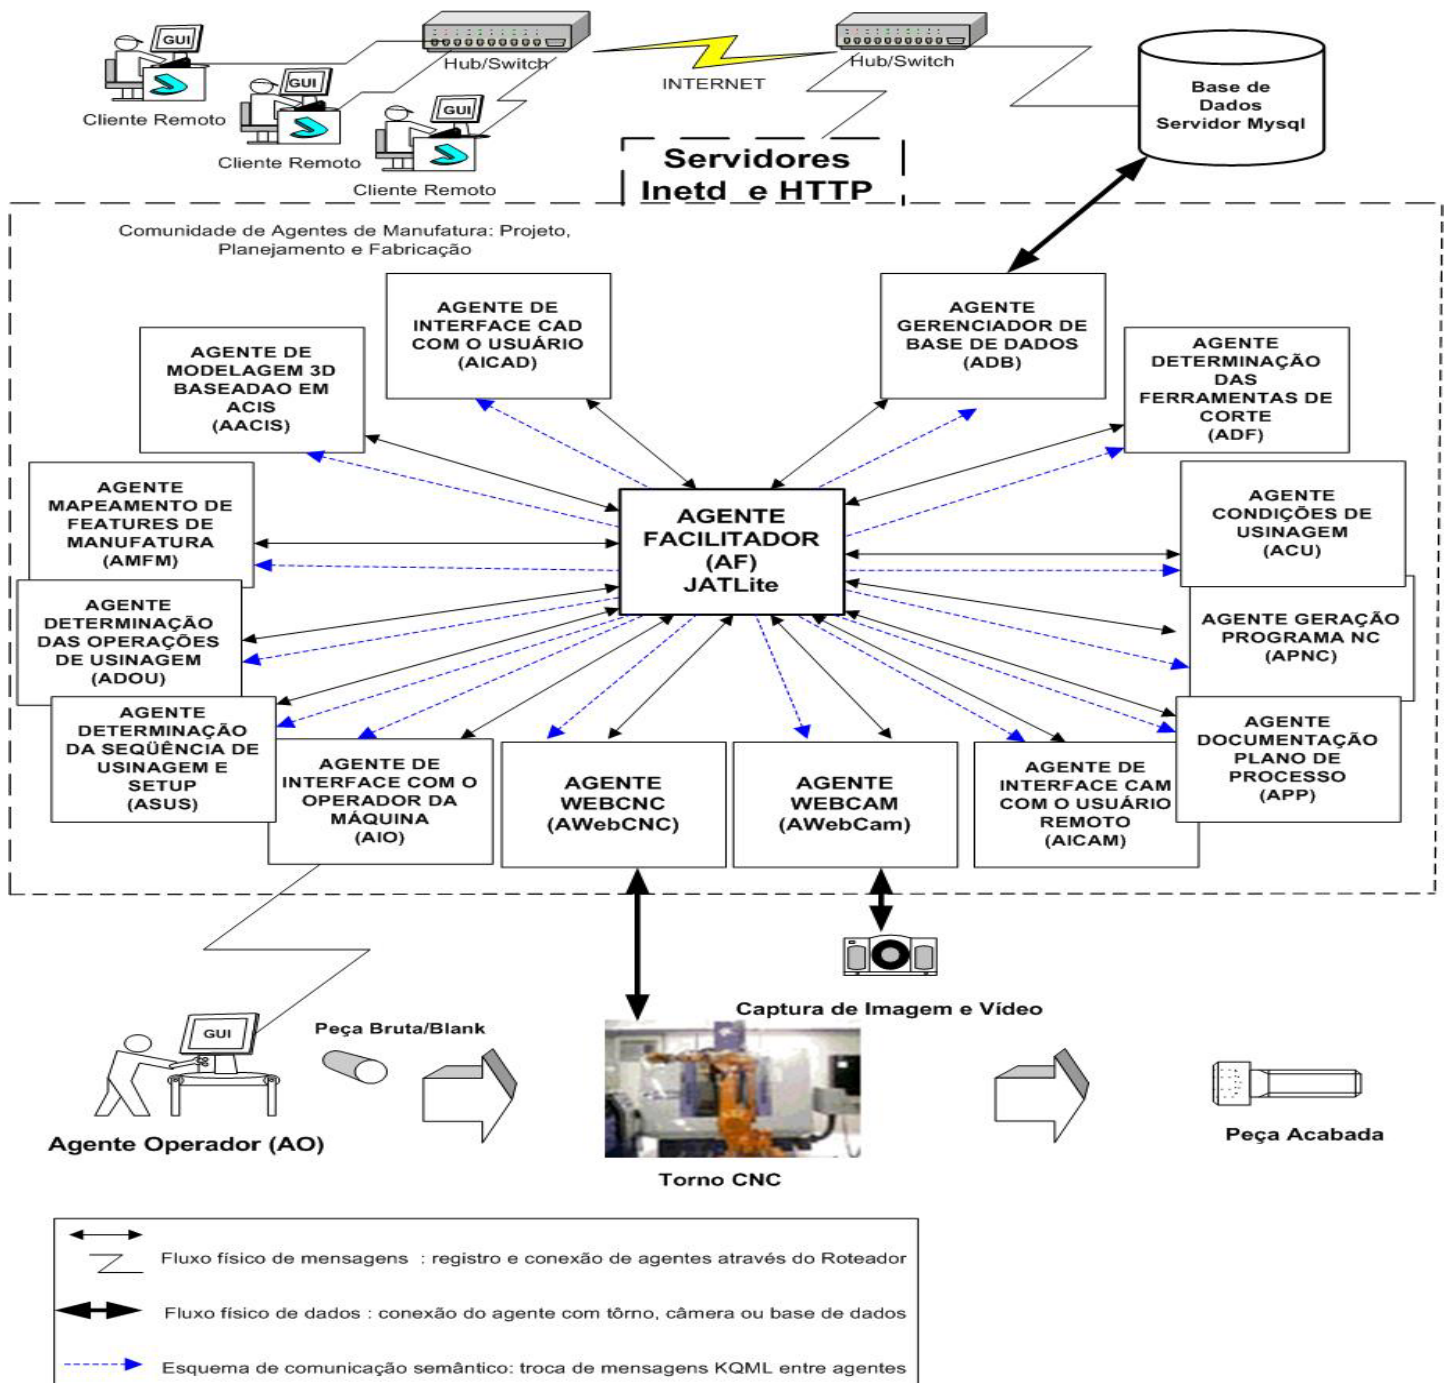 GUI
Cliente Remoto
GUI
Cliente Remoto
GUI
Cliente Remoto
Hub/Switch
INTERNET
Hub/Switch
Base de
Dados
Servidor Mysql
Servidores
Inetd e HTTP
Comunidade de Agentes de Manufatura: Projeto,
Planejamento e Fabricação
AGENTE DE
INTERFACE CAD
COM O USUÁRIO
(AICAD)
AGENTE
GERENCIADOR DE
BASE DE DADOS
(ADB)
AGENTE DE
MODELAGEM 3D
BASEADAO EM
ACIS
(AACIS)
AGENTE
DETERMINAÇÃO
DAS
FERRAMENTAS DE
CORTE
(ADF)
AGENTE
MAPEAMENTO DE
FEATURES DE
MANUFATURA
(AMFM)
AGENTE
FACILITADOR
(AF)
JATLite
AGENTE
CONDIÇÕES DE
USINAGEM
(ACU)
AGENTE
DETERMINAÇÃO
DAS OPERAÇÕES
DE USINAGEM
(ADOU)
AGENTE GERAÇÃO
PROGRAMA NC
(APNC)
AGENTE
DETERMINAÇÃO
DA SEQÜÊNCIA DE
USINAGEM E
SETUP
(ASUS)
AGENTE DE
INTERFACE COM O
OPERADOR DA
MÁQUINA
(AIO)
AGENTE
WEBCNC
(AWebCNC)
AGENTE
WEBCAM
(AWebCam)
AGENTE DE
INTERFACE CAM
COM O USUÁRIO
REMOTO
(AICAM)
AGENTE
DOCUMENTAÇÃO
PLANO DE
PROCESSO
(APP)
Captura de Imagem e Vídeo
GUI
Peça Bruta/Blank
Agente Operador (AO)
Torno CNC
Peça Acabada
Fluxo físico de mensagens : registro e conexão de agentes através do Roteador
Fluxo físico de dados : conexão do agente com tôrno, câmera ou base de dados
Esquema de comunicação semântico: troca de mensagens KQML entre agentes